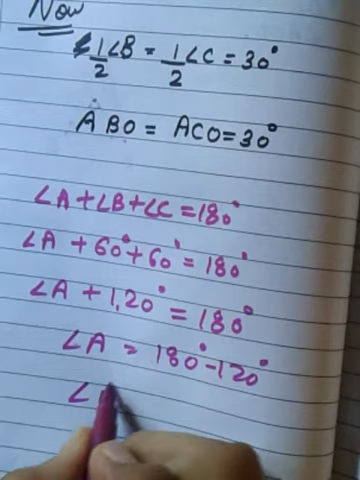 Now
1/2 ∠B = 1/2 ∠C = 30°
ABO = ACO = 30°
∠A + ∠B + ∠C = 180°
∠A + 60° + 60° = 180°
∠A + 120° = 180°
∠A = 180° - 120°
∠